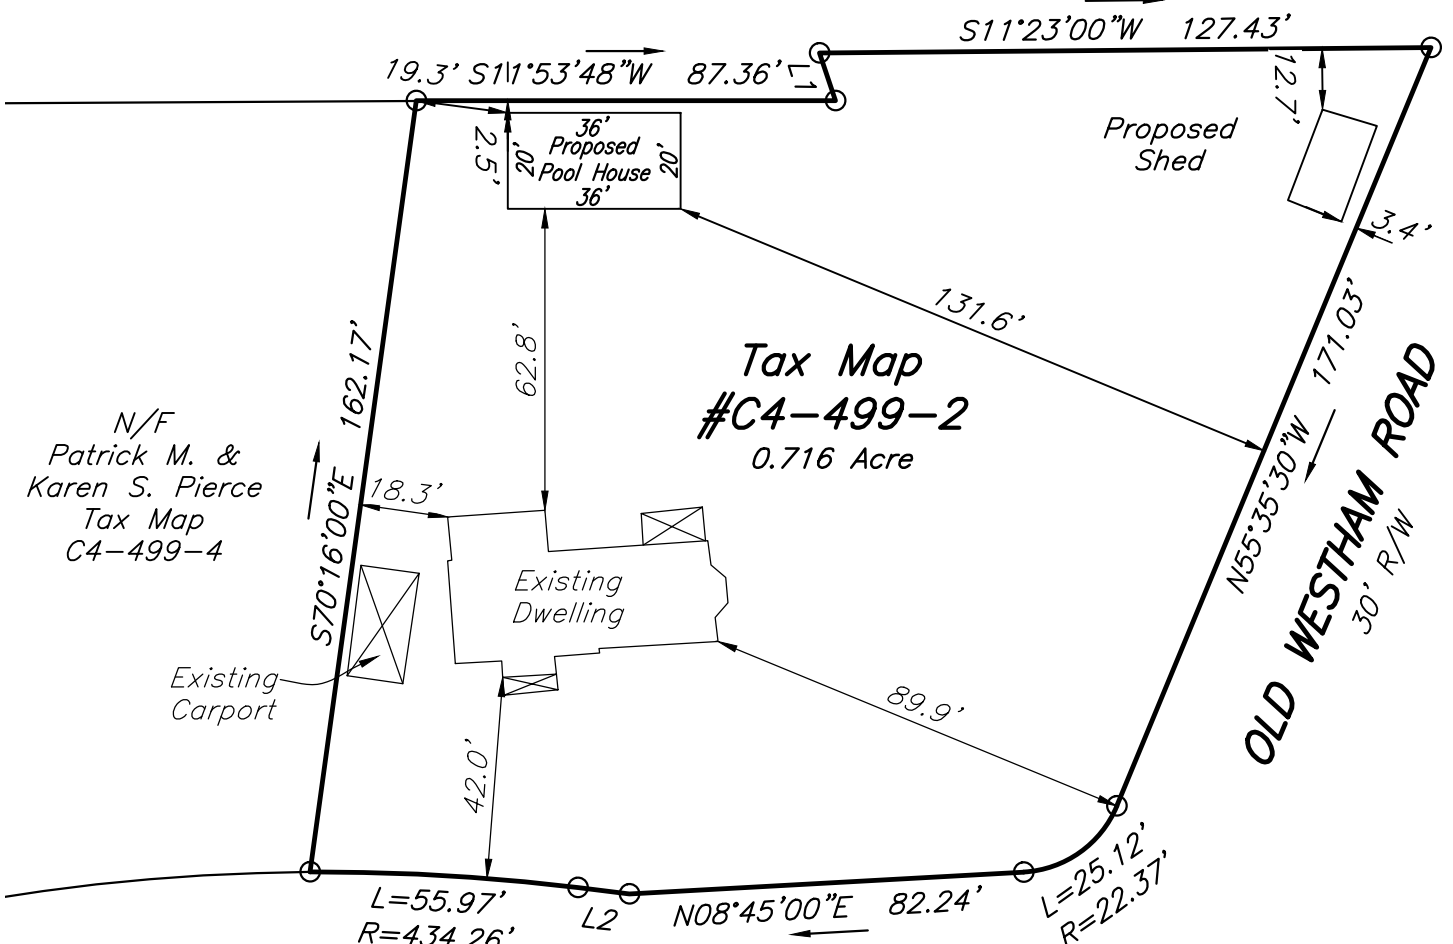 S11°23'00"W 127.43'
19.3' S11°53'48"W 87.36' L1
12.7'
36'
Proposed
Pool House
36'
20'
20'
2.5'
Proposed
Shed
3.4'
131.6'
62.8'
Tax Map
#C4-499-2
0.716 Acre
171.03'
N55°35'30"W
OLD WESTHAM ROAD
30' R/W
162.17'
S70°16'00"E
N/F
Patrick M. &
Karen S. Pierce
Tax Map
C4-499-4
18.3'
Existing
Dwelling
Existing
Carport
89.9'
42.0'
L=25.12'
R=22.37'
L=55.97'
R=434.26'
L2
N08°45'00"E 82.24'